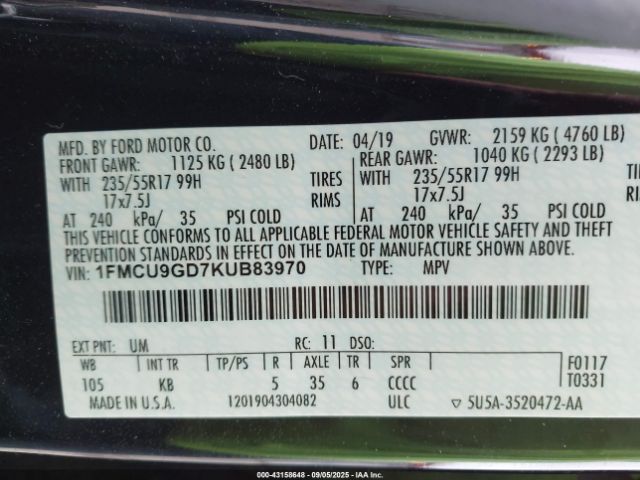 MFD. BY FORD MOTOR CO. DATE: 04/19 GVWR: 2159 KG ( 4760 LB)
FRONT GAWR: 1125 KG ( 2480 LB) REAR GAWR: 1040 KG ( 2293 LB)
WITH 235/55R17 99H TIRES WITH 235/55R17 99H TIRES
17x7.5J RIMS 17x7.5J RIMS
AT 240 kPa/ 35 PSI COLD AT 240 kPa/ 35 PSI COLD
THIS VEHICLE CONFORMS TO ALL APPLICABLE FEDERAL MOTOR VEHICLE SAFETY AND THEFT
PREVENTION STANDARDS IN EFFECT ON THE DATE OF MANUFACTURE SHOWN ABOVE.
VIN: 1FMCU9GD7KUB83970 TYPE: MPV
EXT PNT: UM RC: 11 DSO:
WB INT TR TP/PS R AXLE TR SPR F0117
105 KB 5 35 6 CCCC T0331
MADE IN U.S.A. 1201904304082 ULC ▽ 5U5A-3520472-AA
000-43158648 - 09/05/2025 - IAA Inc.